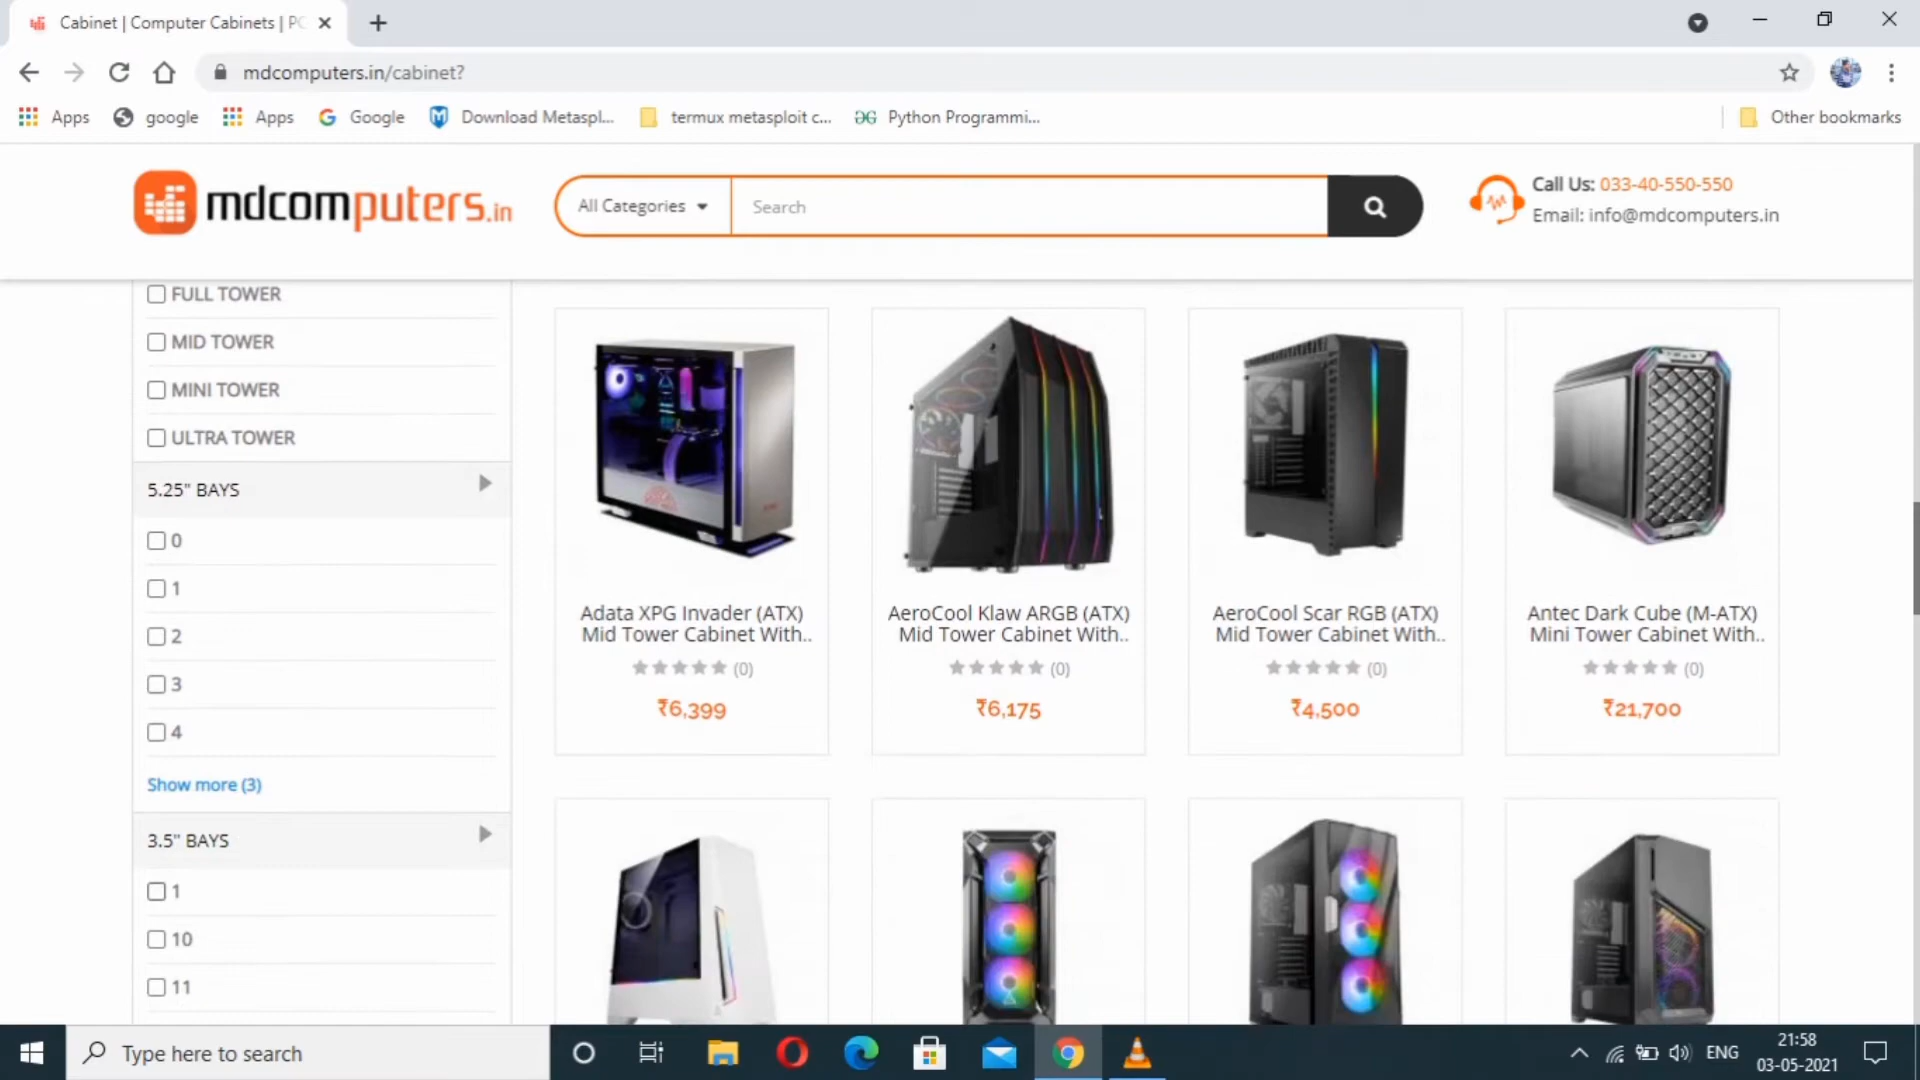 Cabinet | Computer Cabinets | PC
mdcomputers.in/cabinet?
Apps google Apps Google Download Metaspl... termux metasploit c... Python Programmi... Other bookmarks
mdcomputers.in
All Categories
Search
Call Us: 033-40-550-550
Email: info@mdcomputers.in
FULL TOWER
MID TOWER
MINI TOWER
ULTRA TOWER
5.25" BAYS
0
1
2
3
4
Show more (3)
3.5" BAYS
1
10
11
Adata XPG Invader (ATX)
Mid Tower Cabinet With..
(0)
₹6,399
AeroCool Klaw ARGB (ATX)
Mid Tower Cabinet With..
(0)
₹6,175
AeroCool Scar RGB (ATX)
Mid Tower Cabinet With..
(0)
₹4,500
Antec Dark Cube (M-ATX)
Mini Tower Cabinet With..
(0)
₹21,700
Type here to search
ENG
21:58
03-05-2021